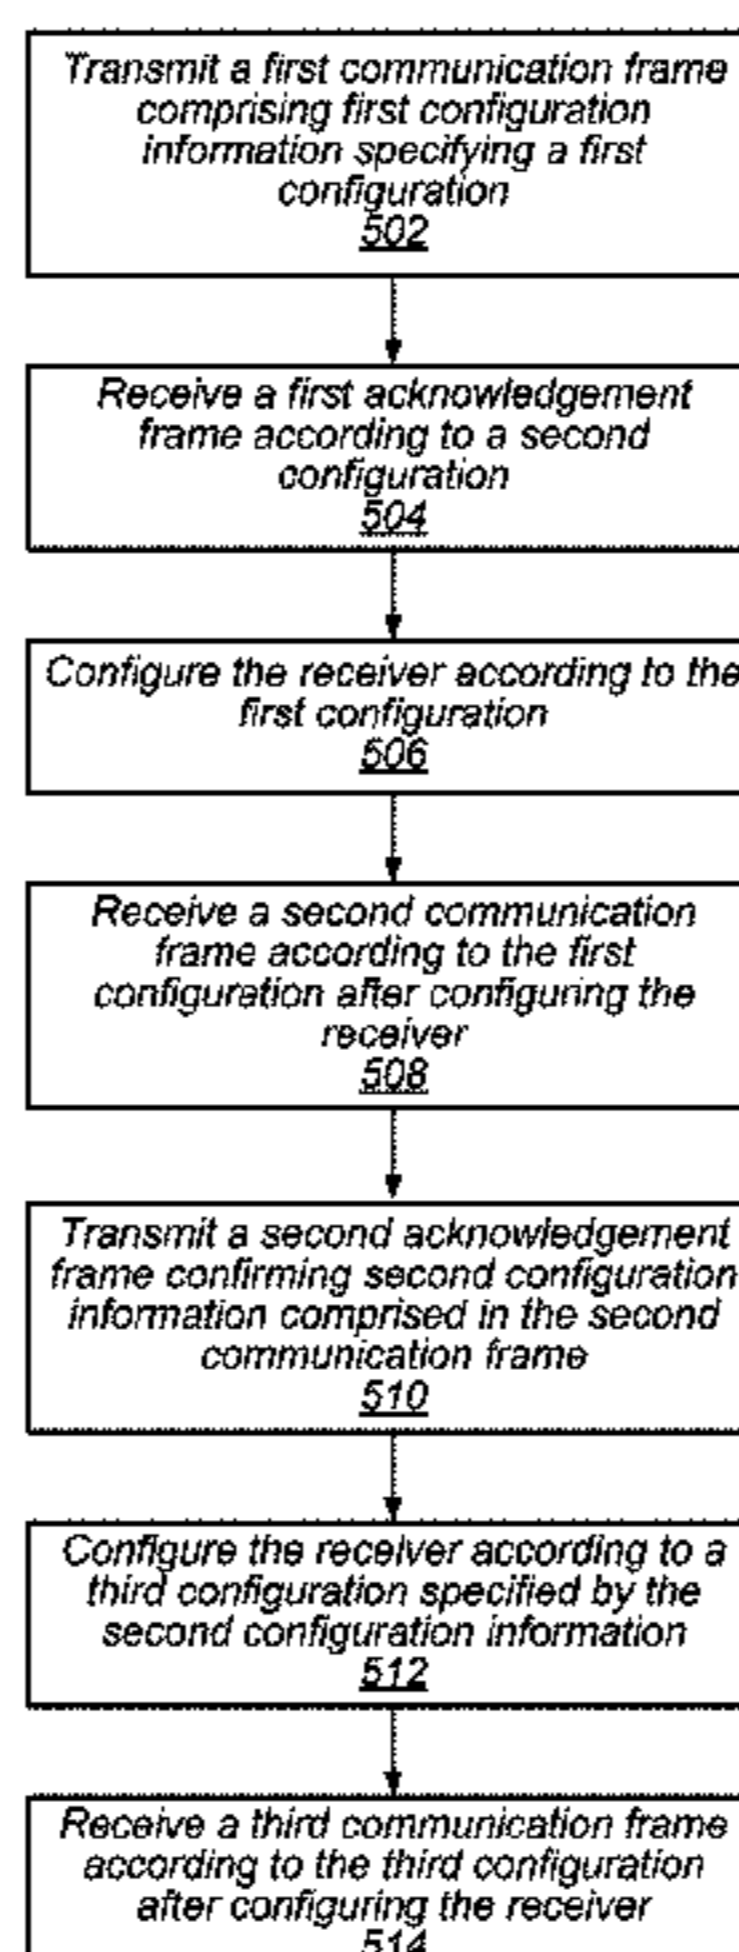 Transmit a first communication frame
comprising first configuration
information specifying a first
configuration
502
Receive a first acknowledgement
frame according to a second
configuration
504
Configure the receiver according to the
first configuration
506
Receive a second communication
frame according to the first
configuration after configuring the
receiver
508
Transmit a second acknowledgement
frame confirming second configuration
information comprised in the second
communication frame
510
Configure the receiver according to a
third configuration specified by the
second configuration information
512
Receive a third communication frame
according to the third configuration
after configuring the receiver
514